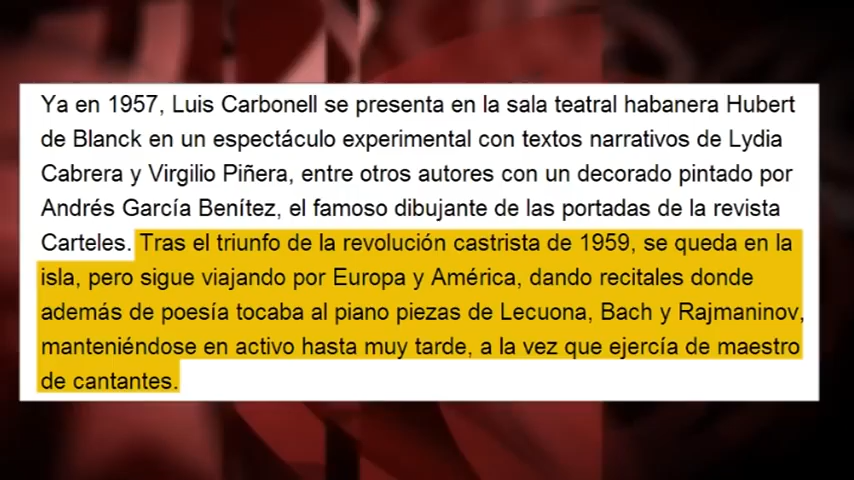 Ya en 1957, Luis Carbonell se presenta en la sala teatral habanera Hubert
de Blanck en un espectáculo experimental con textos narrativos de Lydia
Cabrera y Virgilio Piñera, entre otros autores con un decorado pintado por
Andrés García Benítez, el famoso dibujante de las portadas de la revista
Carteles. Tras el triunfo de la revolución castrista de 1959, se queda en la
isla, pero sigue viajando por Europa y América, dando recitales donde
además de poesía tocaba al piano piezas de Lecuona, Bach y Rajmaninov,
manteniéndose en activo hasta muy tarde, a la vez que ejercía de maestro
de cantantes.